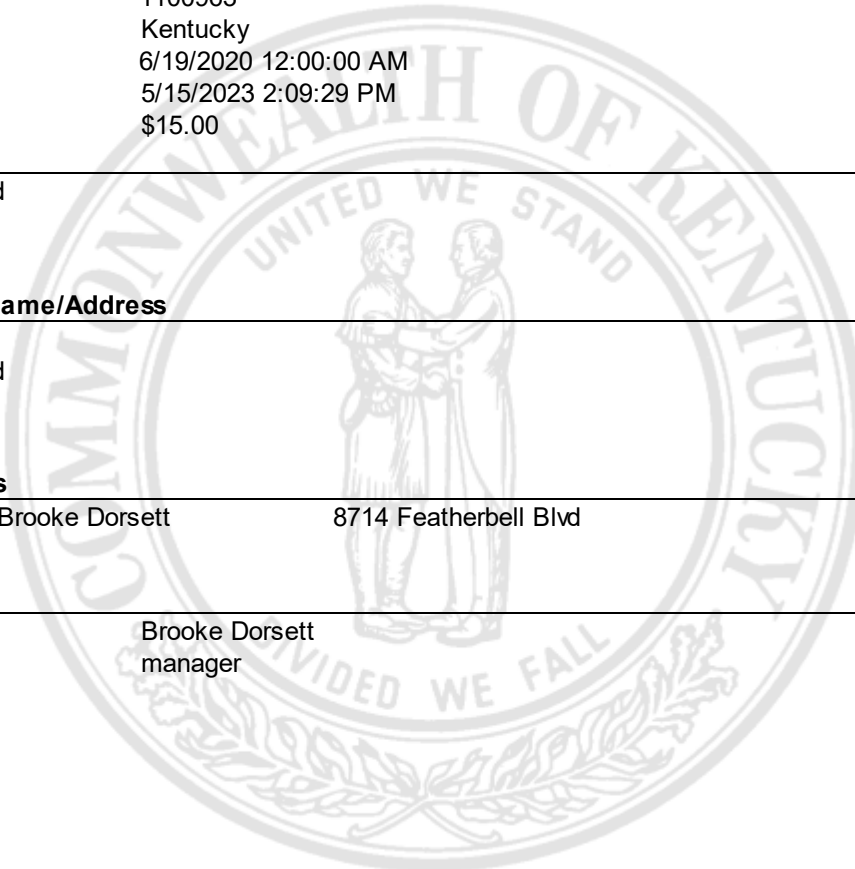 Kentucky
6/19/2020 12:00:00 AM
5/15/2023 2:09:29 PM
$15.00
d
ame/Address
d
s
Brooke Dorsett 8714 Featherbell Blvd
Brooke Dorsett
manager
COMMONWEALTH OF KENTUCKY
UNITED WE STAND
DIVIDED WE FALL